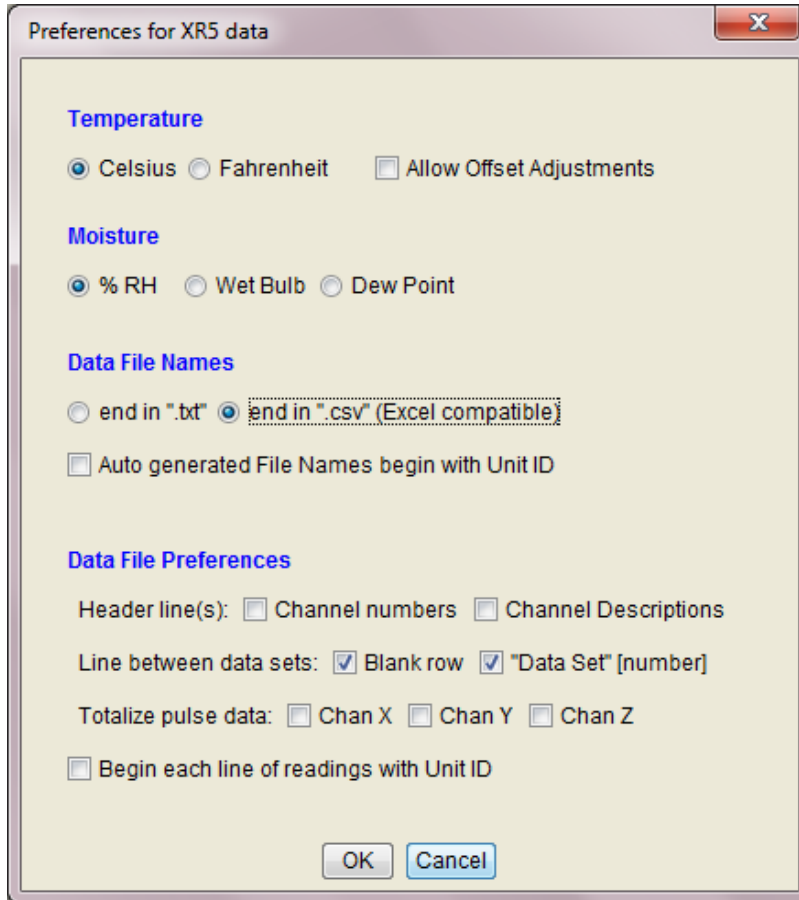 Preferences for XR5 data
X
Temperature
Celsius Fahrenheit Allow Offset Adjustments
Moisture
% RH Wet Bulb Dew Point
Data File Names
end in ".txt" end in ".csv" (Excel compatible)
Auto generated File Names begin with Unit ID
Data File Preferences
Header line(s): Channel numbers Channel Descriptions
Line between data sets: Blank row "Data Set" [number]
Totalize pulse data: Chan X Chan Y Chan Z
Begin each line of readings with Unit ID
OK Cancel